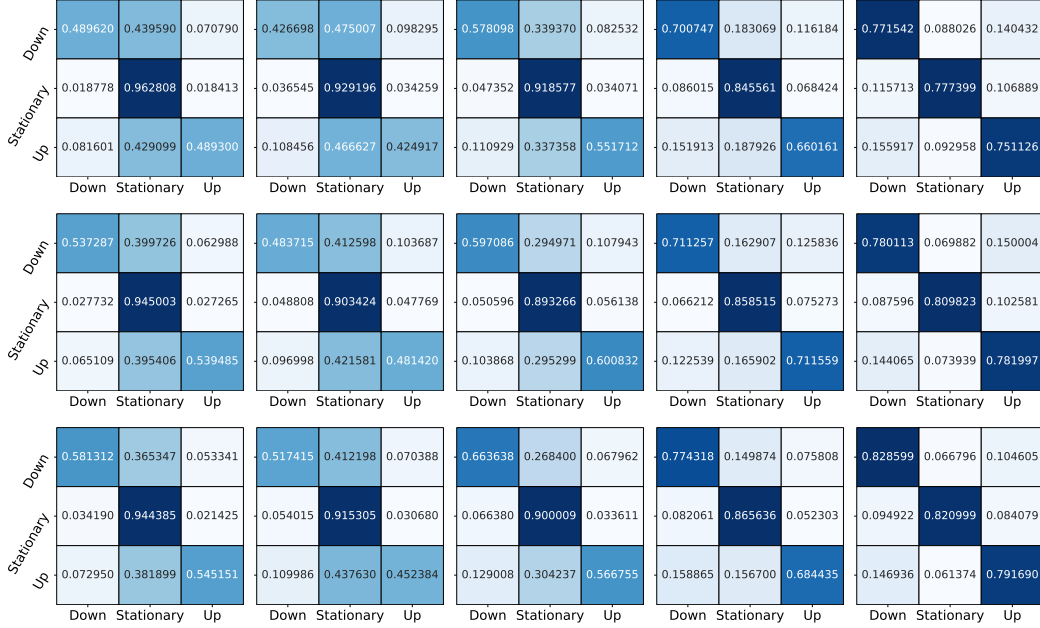 Down 0.489620 0.439590 0.070790 0.426698 0.475007 0.098295 0.578098 0.339370 0.082532 0.700747 0.183069 0.116184 0.771542 0.088026 0.140432
Stationary 0.018778 0.962808 0.018413 0.036545 0.929196 0.034259 0.047352 0.918577 0.034071 0.086015 0.845561 0.068424 0.115713 0.777399 0.106889
Up 0.081601 0.429099 0.489300 0.108456 0.466627 0.424917 0.110929 0.337358 0.551712 0.151913 0.187926 0.660161 0.155917 0.092958 0.751126
Down Stationary Up Down Stationary Up Down Stationary Up Down Stationary Up Down Stationary Up
Down 0.537287 0.399726 0.062988 0.483715 0.412598 0.103687 0.597086 0.294971 0.107943 0.711257 0.162907 0.125836 0.780113 0.069882 0.150004
Stationary 0.027732 0.945003 0.027265 0.048808 0.903424 0.047769 0.050596 0.893266 0.056138 0.066212 0.858515 0.075273 0.087596 0.809823 0.102581
Up 0.065109 0.395406 0.539485 0.096998 0.421581 0.481420 0.103868 0.295299 0.600832 0.122539 0.165902 0.711559 0.144065 0.073939 0.781997
Down Stationary Up Down Stationary Up Down Stationary Up Down Stationary Up Down Stationary Up
Down 0.581312 0.365347 0.053341 0.517415 0.412198 0.070388 0.663638 0.268400 0.067962 0.774318 0.149874 0.075808 0.828599 0.066796 0.104605
Stationary 0.034190 0.944385 0.021425 0.054015 0.915305 0.030680 0.066380 0.900009 0.033611 0.082061 0.865636 0.052303 0.094922 0.820999 0.084079
Up 0.072950 0.381899 0.545151 0.109986 0.437630 0.452384 0.129008 0.304237 0.566755 0.158865 0.156700 0.684435 0.146936 0.061374 0.791690
Down Stationary Up Down Stationary Up Down Stationary Up Down Stationary Up Down Stationary Up